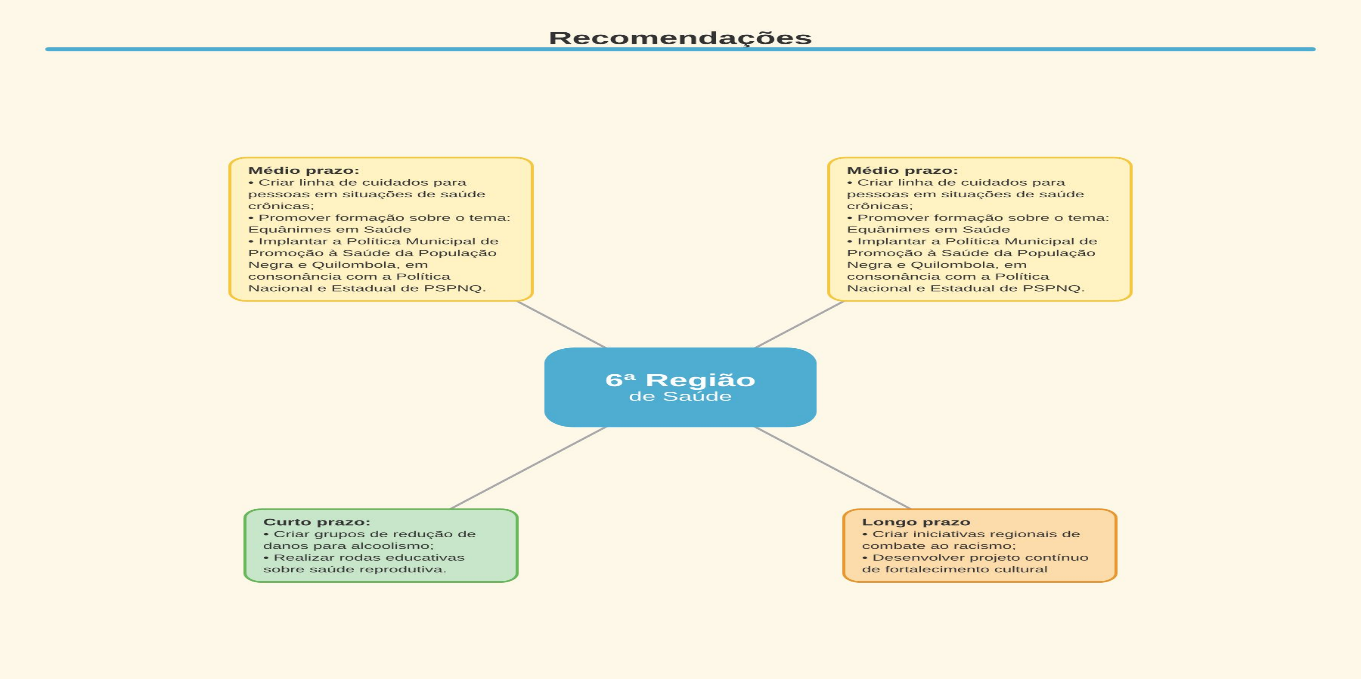 Recomendações
Médio prazo:
• Criar linha de cuidados para
pessoas em situações de saúde
crônicas;
• Promover formação sobre o tema:
Equânimes em Saúde
• Implantar a Política Municipal de
Promoção à Saúde da População
Negra e Quilombola, em
consonância com a Política
Nacional e Estadual de PSPNQ.
Médio prazo:
• Criar linha de cuidados para
pessoas em situações de saúde
crônicas;
• Promover formação sobre o tema:
Equânimes em Saúde
• Implantar a Política Municipal de
Promoção à Saúde da População
Negra e Quilombola, em
consonância com a Política
Nacional e Estadual de PSPNQ.
6ª Região
de Saúde
Curto prazo:
• Criar grupos de redução de
danos para alcoolismo;
• Realizar rodas educativas
sobre saúde reprodutiva.
Longo prazo
• Criar iniciativas regionais de
combate ao racismo;
• Desenvolver projeto contínuo
de fortalecimento cultural